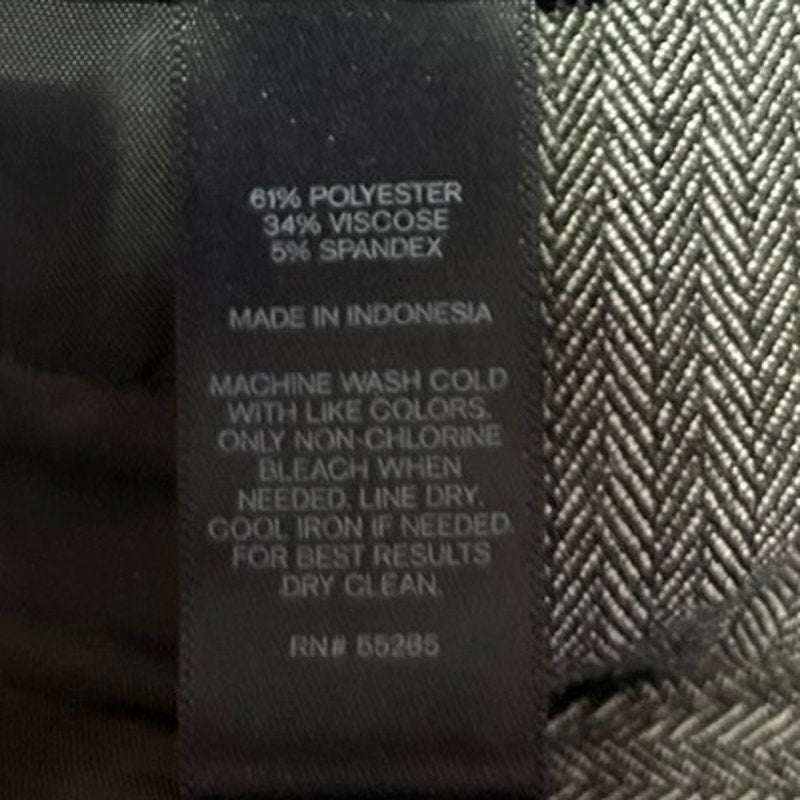 61% POLYESTER
34% VISCOSE
5% SPANDEX
MADE IN INDONESIA
MACHINE WASH COLD
WITH LIKE COLORS.
ONLY NON-CHLORINE
BLEACH WHEN
NEEDED. LINE DRY.
COOL IRON IF NEEDED.
FOR BEST RESULTS
DRY CLEAN.
RN# 55285